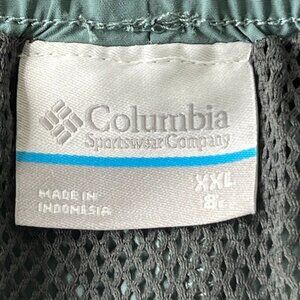 Columbia
Sportswear Company
XXL
MADE IN
INDONESIA